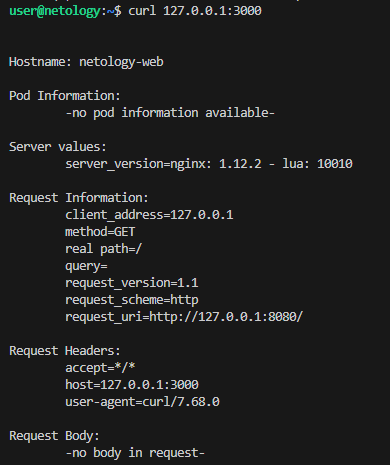 user@netology:~$ curl 127.0.0.1:3000
Hostname: netology-web
Pod Information:
-no pod information available-
Server values:
server_version=nginx: 1.12.2 - lua: 10010
Request Information:
client_address=127.0.0.1
method=GET
real path=/
query=
request_version=1.1
request_scheme=http
request_uri=http://127.0.0.1:8080/
Request Headers:
accept=*/*
host=127.0.0.1:3000
user-agent=curl/7.68.0
Request Body:
-no body in request-